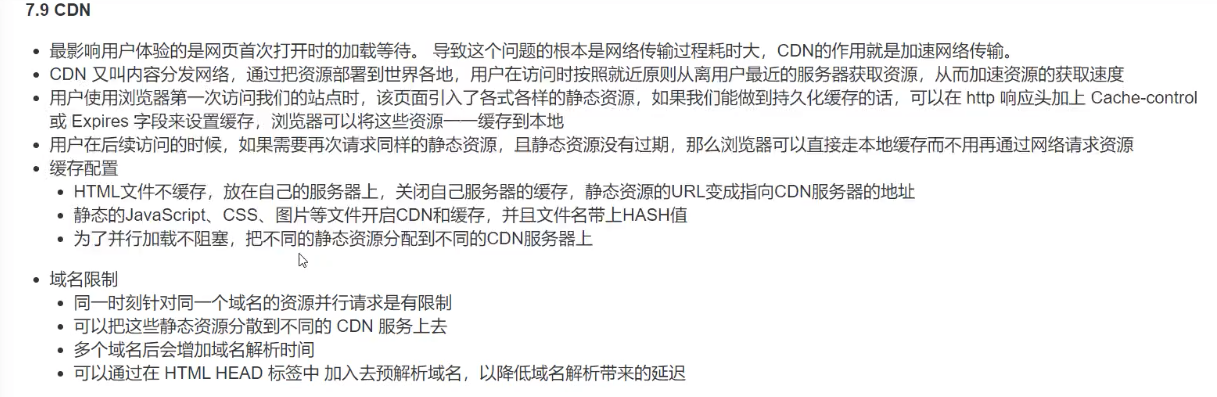 7.9 CDN
最影响用户体验的是网页首次打开时的加载等待。 导致这个问题的根本是网络传输过程耗时大，CDN的作用就是加速网络传输。
CDN 又叫内容分发网络，通过把资源部署到世界各地，用户在访问时按照就近原则从离用户最近的服务器获取资源，从而加速资源的获取速度
用户使用浏览器第一次访问我们的站点时，该页面引入了各式各样的静态资源，如果我们能做到持久化缓存的话，可以在 http 响应头加上 Cache-control
或 Expires 字段来设置缓存，浏览器可以将这些资源一一缓存到本地
用户在后续访问的时候，如果需要再次请求同样的静态资源，且静态资源没有过期，那么浏览器可以直接走本地缓存而不用再通过网络请求资源
缓存配置
HTML文件不缓存，放在自己的服务器上，关闭自己服务器的缓存，静态资源的URL变成指向CDN服务器的地址
静态的JavaScript、CSS、图片等文件开启CDN和缓存，并且文件名带上HASH值
为了并行加载不阻塞，把不同的静态资源分配到不同的CDN服务器上
域名限制
同一时刻针对同一个域名的资源并行请求是有限制
可以把这些静态资源分散到不同的 CDN 服务上去
多个域名后会增加域名解析时间
可以通过在 HTML HEAD 标签中 加入去预解析域名，以降低域名解析带来的延迟